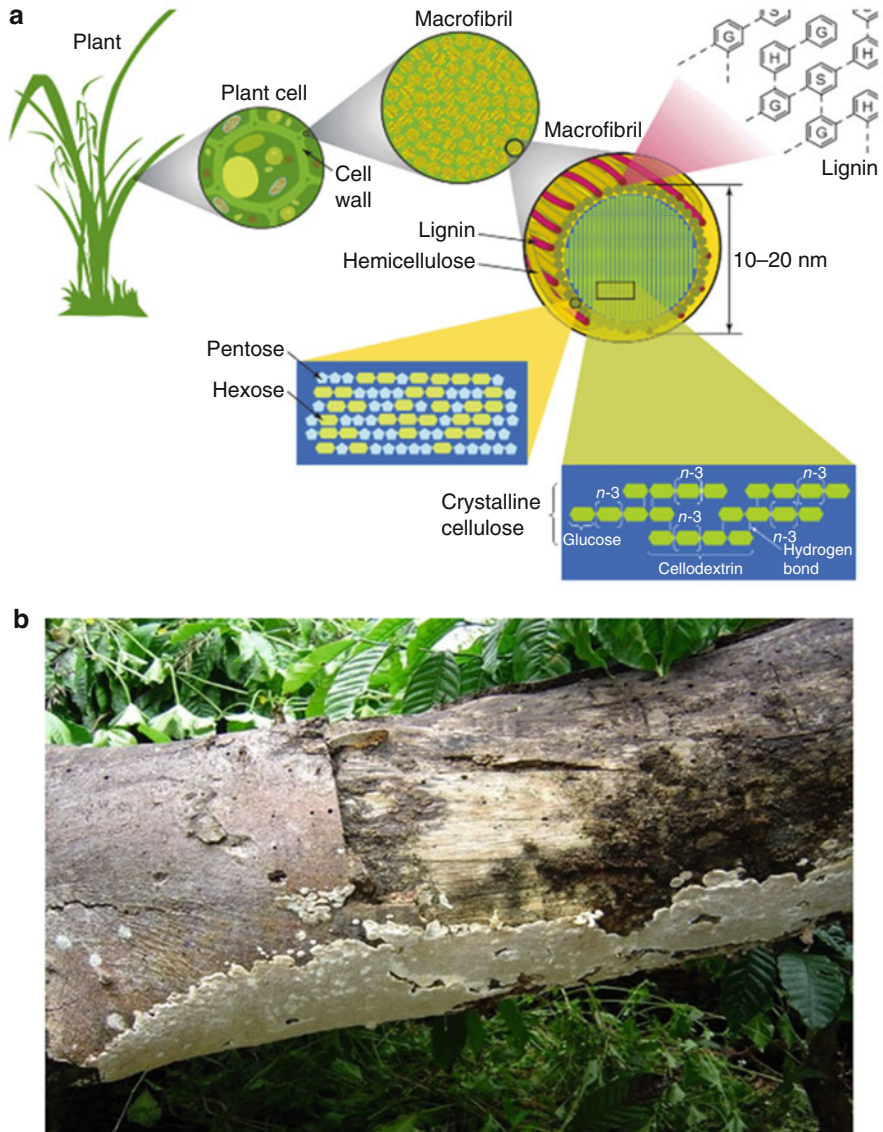 a
Plant
Plant cell
Cell
wall
Macrofibril
Macrofibril
G
G
H
S
G
H
G
Lignin
Lignin
Hemicellulose
10–20 nm
Pentose
Hexose
Crystalline
cellulose
n-3
n-3
n-3
n-3
n-3
Glucose
Cellodextrin
Hydrogen
bond
b